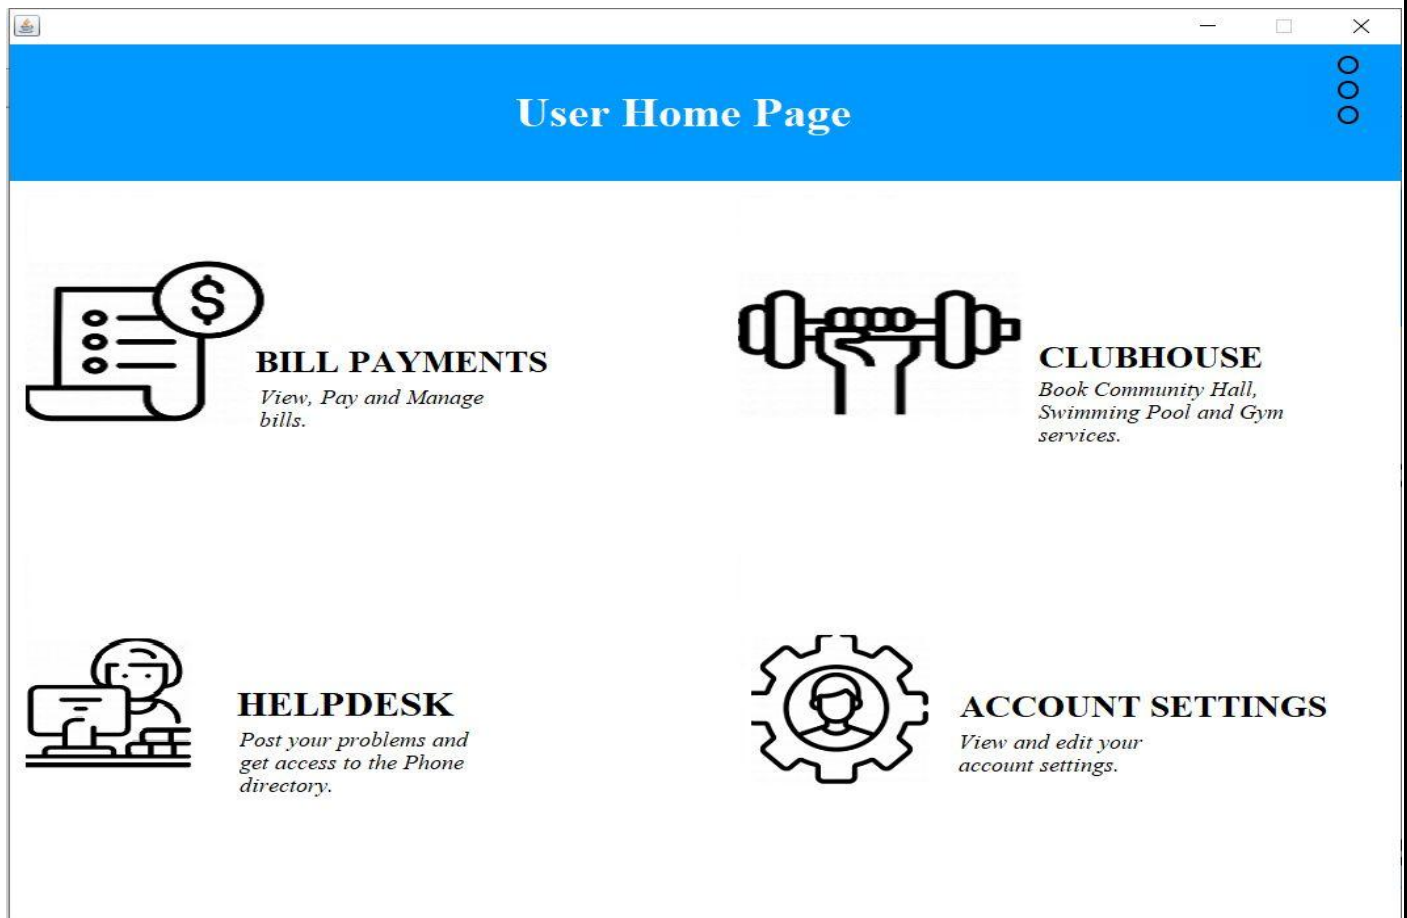 User Home Page
$
BILL PAYMENTS
View, Pay and Manage
bills.
CLUBHOUSE
Book Community Hall,
Swimming Pool and Gym
services.
HELPDESK
Post your problems and
get access to the Phone
directory.
ACCOUNT SETTINGS
View and edit your
account settings.